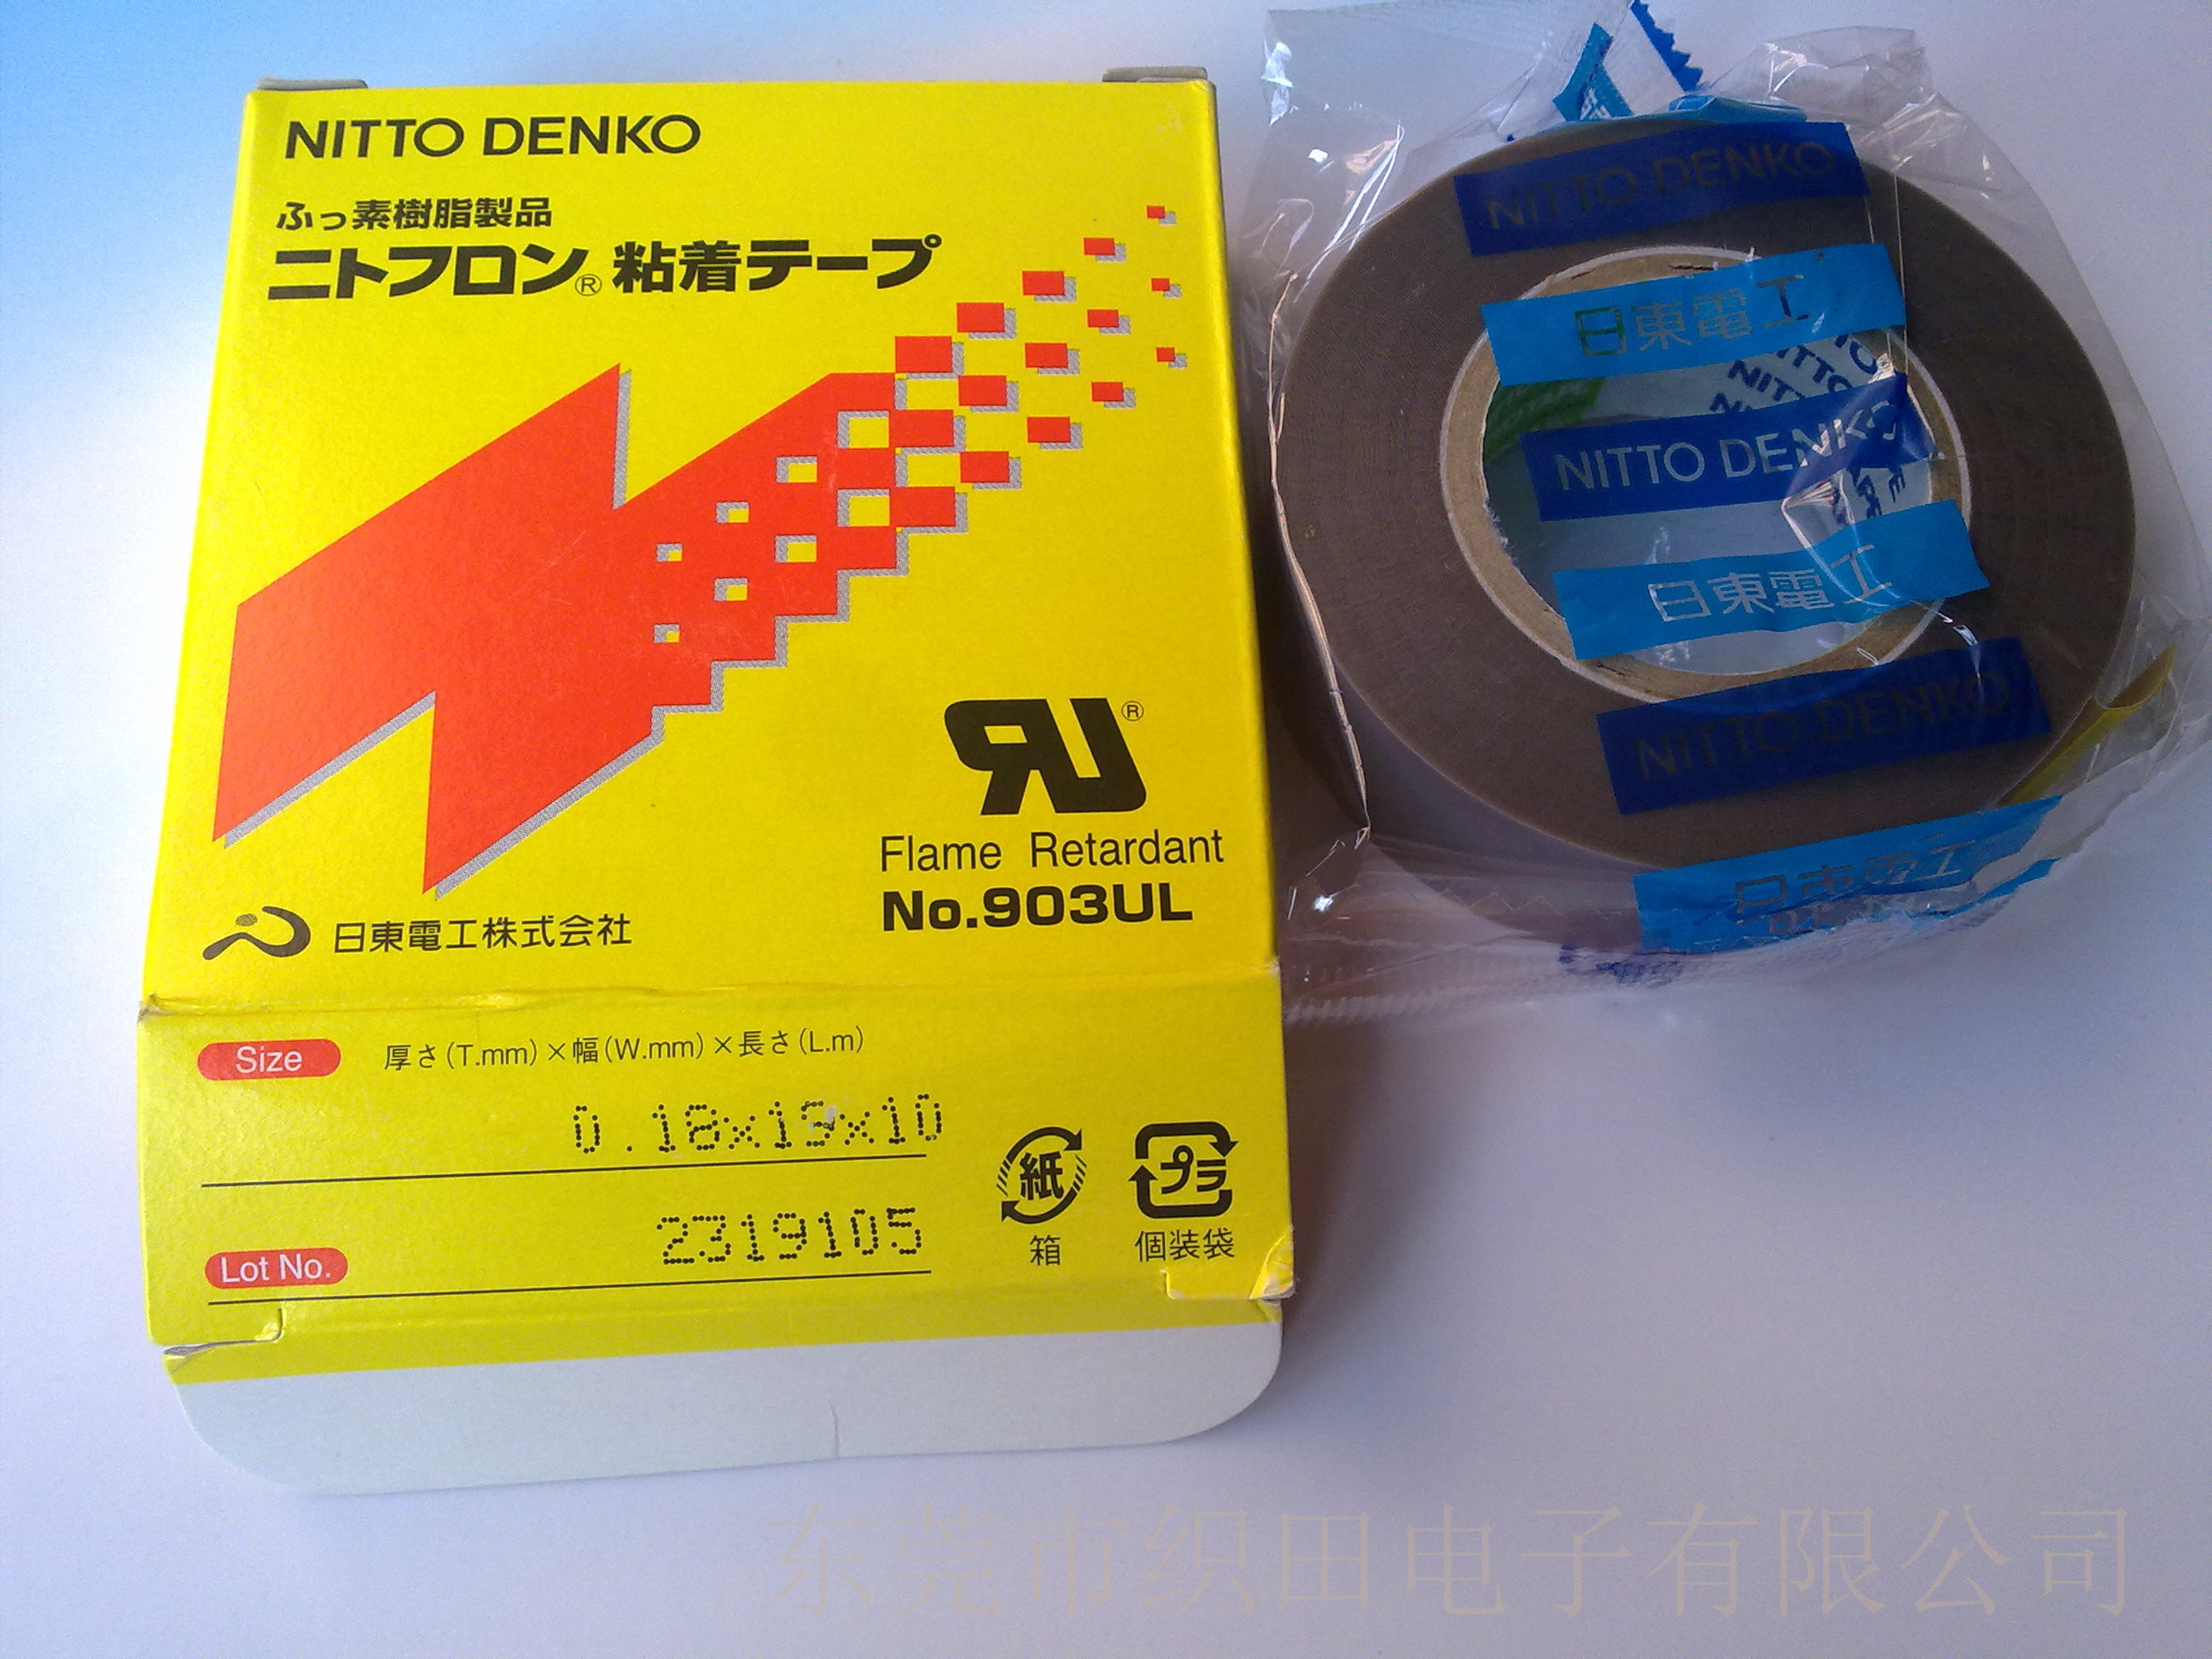 NITTO DENKO
ふっ素樹脂製品
ニトフロン® 粘着テープ
RU®
Flame Retardant
No.903UL
日東電工株式会社
Size 厚さ(T.mm)×幅(W.mm)×長さ(L.m)
0.18x19x10
Lot No. 2319105
紙
箱
プラ
個装袋
NITTO DENKO
日東電工
NITTO DENKO
日東電工
NITTO DENKO
日東電工
东莞市织田电子有限公司